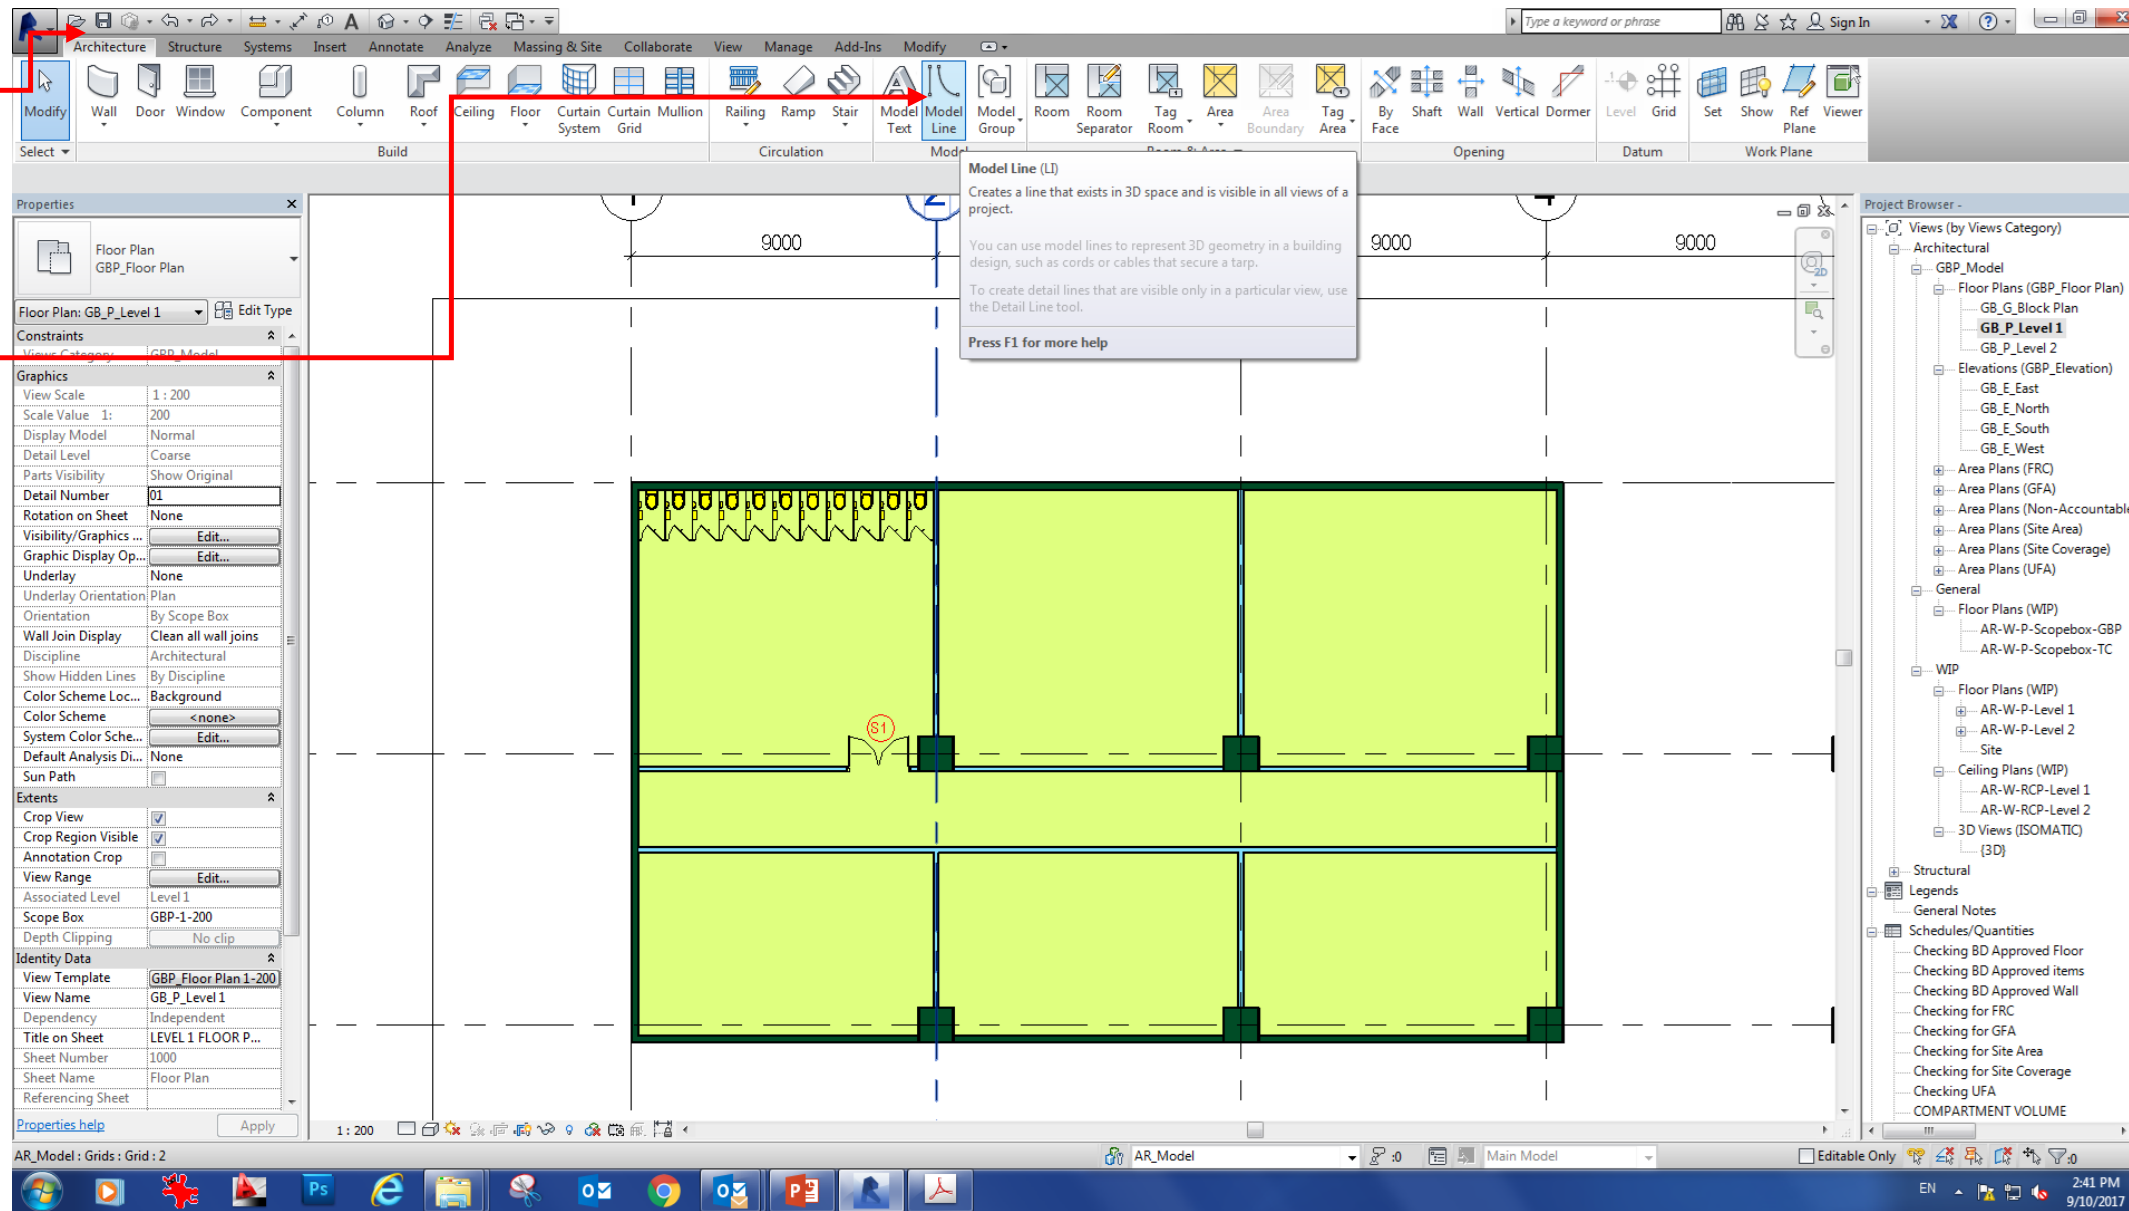 Type a keyword or phrase
Sign In
Architecture Structure Systems Insert Annotate Analyze Massing & Site Collaborate View Manage Add-Ins Modify
Modify
Wall Door Window Component Column Roof Ceiling Floor Curtain System Curtain Grid Mullion
Railing Ramp Stair
Model Text Model Line Model Group
Room Room Separator Tag Room Area Area Boundary Tag Area
By Face Shaft Wall Vertical Dormer
Level Grid
Set Show Ref Plane Viewer
Select Build Circulation Model Opening Datum Work Plane
Model Line (LI)
Creates a line that exists in 3D space and is visible in all views of a
project.
You can use model lines to represent 3D geometry in a building
design, such as cords or cables that secure a tarp.
To create detail lines that are visible only in a particular view, use
the Detail Line tool.
Press F1 for more help
Properties
Floor Plan
GBP_Floor Plan
Floor Plan: GB_P_Level 1 Edit Type
Constraints
Views Category GBP_Model
Graphics
View Scale 1 : 200
Scale Value 1: 200
Display Model Normal
Detail Level Coarse
Parts Visibility Show Original
Detail Number 01
Rotation on Sheet None
Visibility/Graphics ... Edit...
Graphic Display Op... Edit...
Underlay None
Underlay Orientation Plan
Orientation By Scope Box
Wall Join Display Clean all wall joins
Discipline Architectural
Show Hidden Lines By Discipline
Color Scheme Loc... Background
Color Scheme <none>
System Color Sche... Edit...
Default Analysis Di... None
Sun Path
Extents
Crop View
Crop Region Visible
Annotation Crop
View Range Edit...
Associated Level Level 1
Scope Box GBP-1-200
Depth Clipping No clip
Identity Data
View Template GBP_Floor Plan 1-200
View Name GB_P_Level 1
Dependency Independent
Title on Sheet LEVEL 1 FLOOR P...
Sheet Number 1000
Sheet Name Floor Plan
Referencing Sheet
Properties help Apply
1 2 4
9000 9000 9000
2D
S1
1 : 200
Project Browser -
Views (by Views Category)
Architectural
GBP_Model
Floor Plans (GBP_Floor Plan)
GB_G_Block Plan
GB_P_Level 1
GB_P_Level 2
Elevations (GBP_Elevation)
GB_E_East
GB_E_North
GB_E_South
GB_E_West
Area Plans (FRC)
Area Plans (GFA)
Area Plans (Non-Accountable
Area Plans (Site Area)
Area Plans (Site Coverage)
Area Plans (UFA)
General
Floor Plans (WIP)
AR-W-P-Scopebox-GBP
AR-W-P-Scopebox-TC
WIP
Floor Plans (WIP)
AR-W-P-Level 1
AR-W-P-Level 2
Site
Ceiling Plans (WIP)
AR-W-RCP-Level 1
AR-W-RCP-Level 2
3D Views (ISOMATIC)
{3D}
Structural
Legends
General Notes
Schedules/Quantities
Checking BD Approved Floor
Checking BD Approved items
Checking BD Approved Wall
Checking for FRC
Checking for GFA
Checking for Site Area
Checking for Site Coverage
Checking UFA
COMPARTMENT VOLUME
AR_Model : Grids : Grid : 2
AR_Model :0 Main Model Editable Only :0
Ps
EN 2:41 PM
9/10/2017